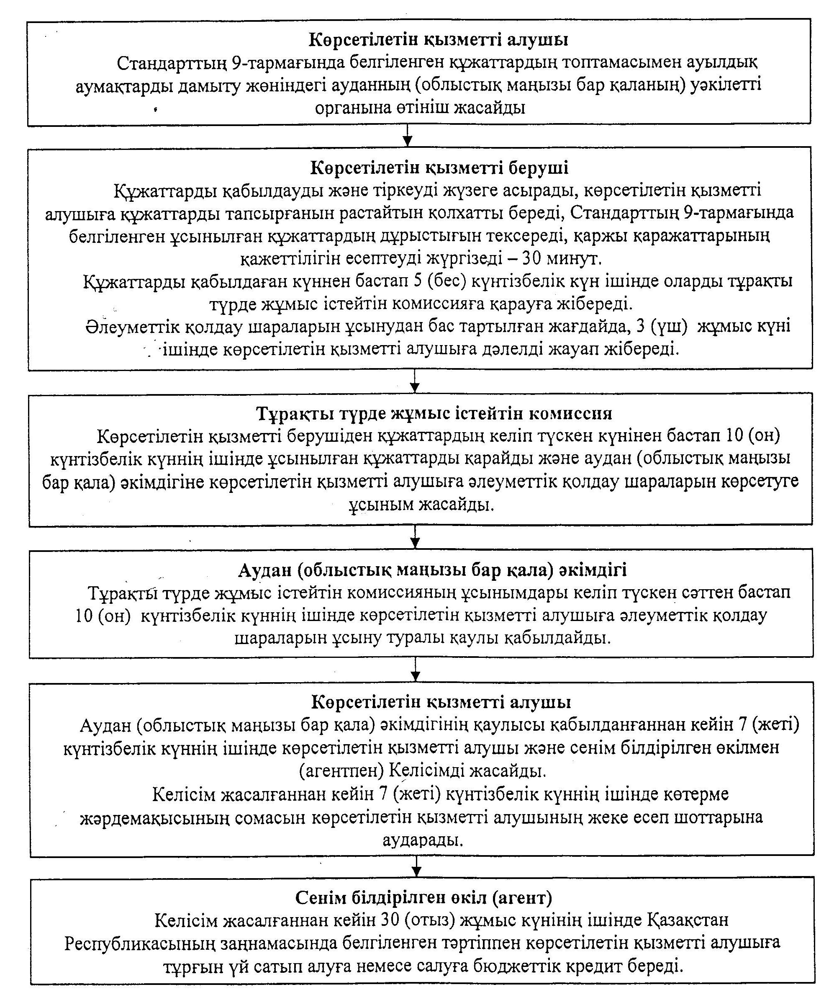 Көрсетілетін қызметті алушы
Стандарттың 9-тармағында белгіленген құжаттардың топтамасымен ауылдық
аумақтарды дамыту жөніндегі ауданның (облыстық маңызы бар қаланың) уәкілетті
органына өтініш жасайды
Көрсетілетін қызметті беруші
Құжаттарды қабылдауды және тіркеуді жүзеге асырады, көрсетілетін қызметті
алушыға құжаттарды тапсырғанын растайтын қолхатты береді, Стандарттың 9-тармағында
белгіленген ұсынылған құжаттардың дұрыстығын тексереді, қаржы қаражаттарының
қажеттілігін есептеуді жүргізеді – 30 минут.
Құжаттарды қабылдаған күннен бастап 5 (бес) күнтізбелік күн ішінде оларды тұрақты
түрде жұмыс істейтін комиссияға қарауға жібереді.
Әлеуметтік қолдау шараларын ұсынудан бас тартылған жағдайда, 3 (үш) жұмыс күні
ішінде көрсетілетін қызметті алушыға дәлелді жауап жібереді.
Тұрақты түрде жұмыс істейтін комиссия
Көрсетілетін қызметті берушіден құжаттардың келіп түскен күнінен бастап 10 (он)
күнтізбелік күннің ішінде ұсынылған құжаттарды қарайды және аудан (облыстық маңызы
бар қала) әкімдігіне көрсетілетін қызметті алушыға әлеуметтік қолдау шараларын көрсетуге
ұсыным жасайды.
Аудан (облыстық маңызы бар қала) әкімдігі
Тұрақты түрде жұмыс істейтін комиссияның ұсынымдары келіп түскен сәттен бастап
10 (он) күнтізбелік күннің ішінде көрсетілетін қызметті алушыға әлеуметтік қолдау
шараларын ұсыну туралы қаулы қабылдайды.
Көрсетілетін қызметті алушы
Аудан (облыстық маңызы бар қала) әкімдігінің қаулысы қабылданғаннан кейін 7 (жеті)
күнтізбелік күннің ішінде көрсетілетін қызметті алушы және сенім білдірілген өкілмен
(агентпен) Келісімді жасайды.
Келісім жасалғаннан кейін 7 (жеті) күнтізбелік күннің ішінде көтерме
жәрдемақысының сомасын көрсетілетін қызметті алушының жеке есеп шоттарына
аударады.
Сенім білдірілген өкіл (агент)
Келісім жасалғаннан кейін 30 (отыз) жұмыс күнінің ішінде Қазақстан
Республикасының заңнамасында белгіленген тәртіппен көрсетілетін қызметті алушыға
тұрғын үй сатып алуға немесе салуға бюджеттік кредит береді.